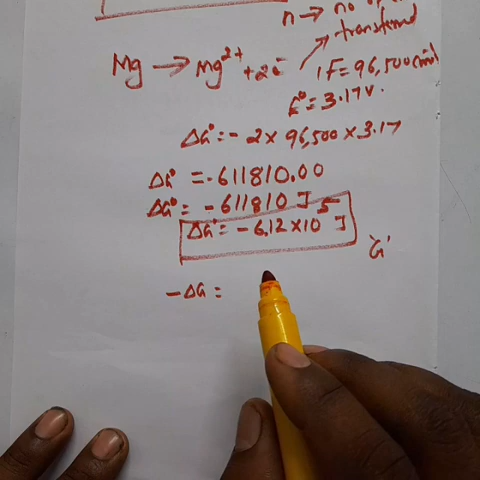 n → no of
transferred
Mg → Mg²⁺ + 2e⁻
1F = 96,500 c/mol
E° = 3.17V.
ΔG° = - 2 × 96,500 × 3.17
ΔG° = -611810.00
ΔG° = -611810 J
ΔG° = - 6.12 × 10⁵ J
'G'
-ΔG =